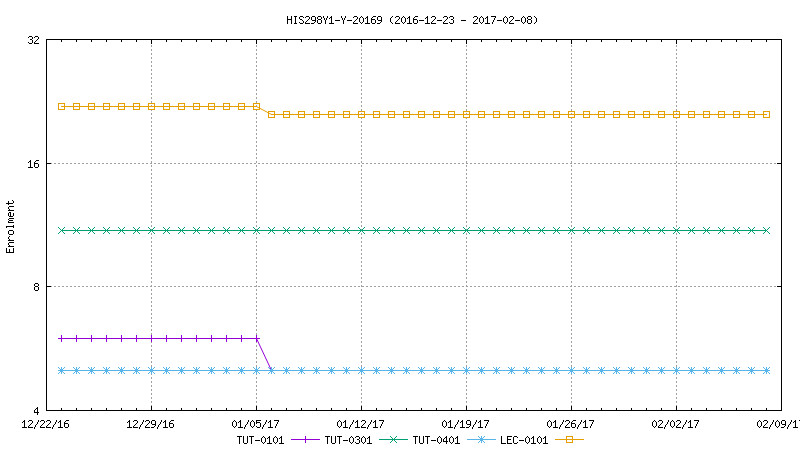 HIS298Y1-Y-20169 (2016-12-23 - 2017-02-08)
32
16
8
4
Enrolment
12/22/16 12/29/16 01/05/17 01/12/17 01/19/17 01/26/17 02/02/17 02/09/17
TUT-0101 TUT-0301 TUT-0401 LEC-0101